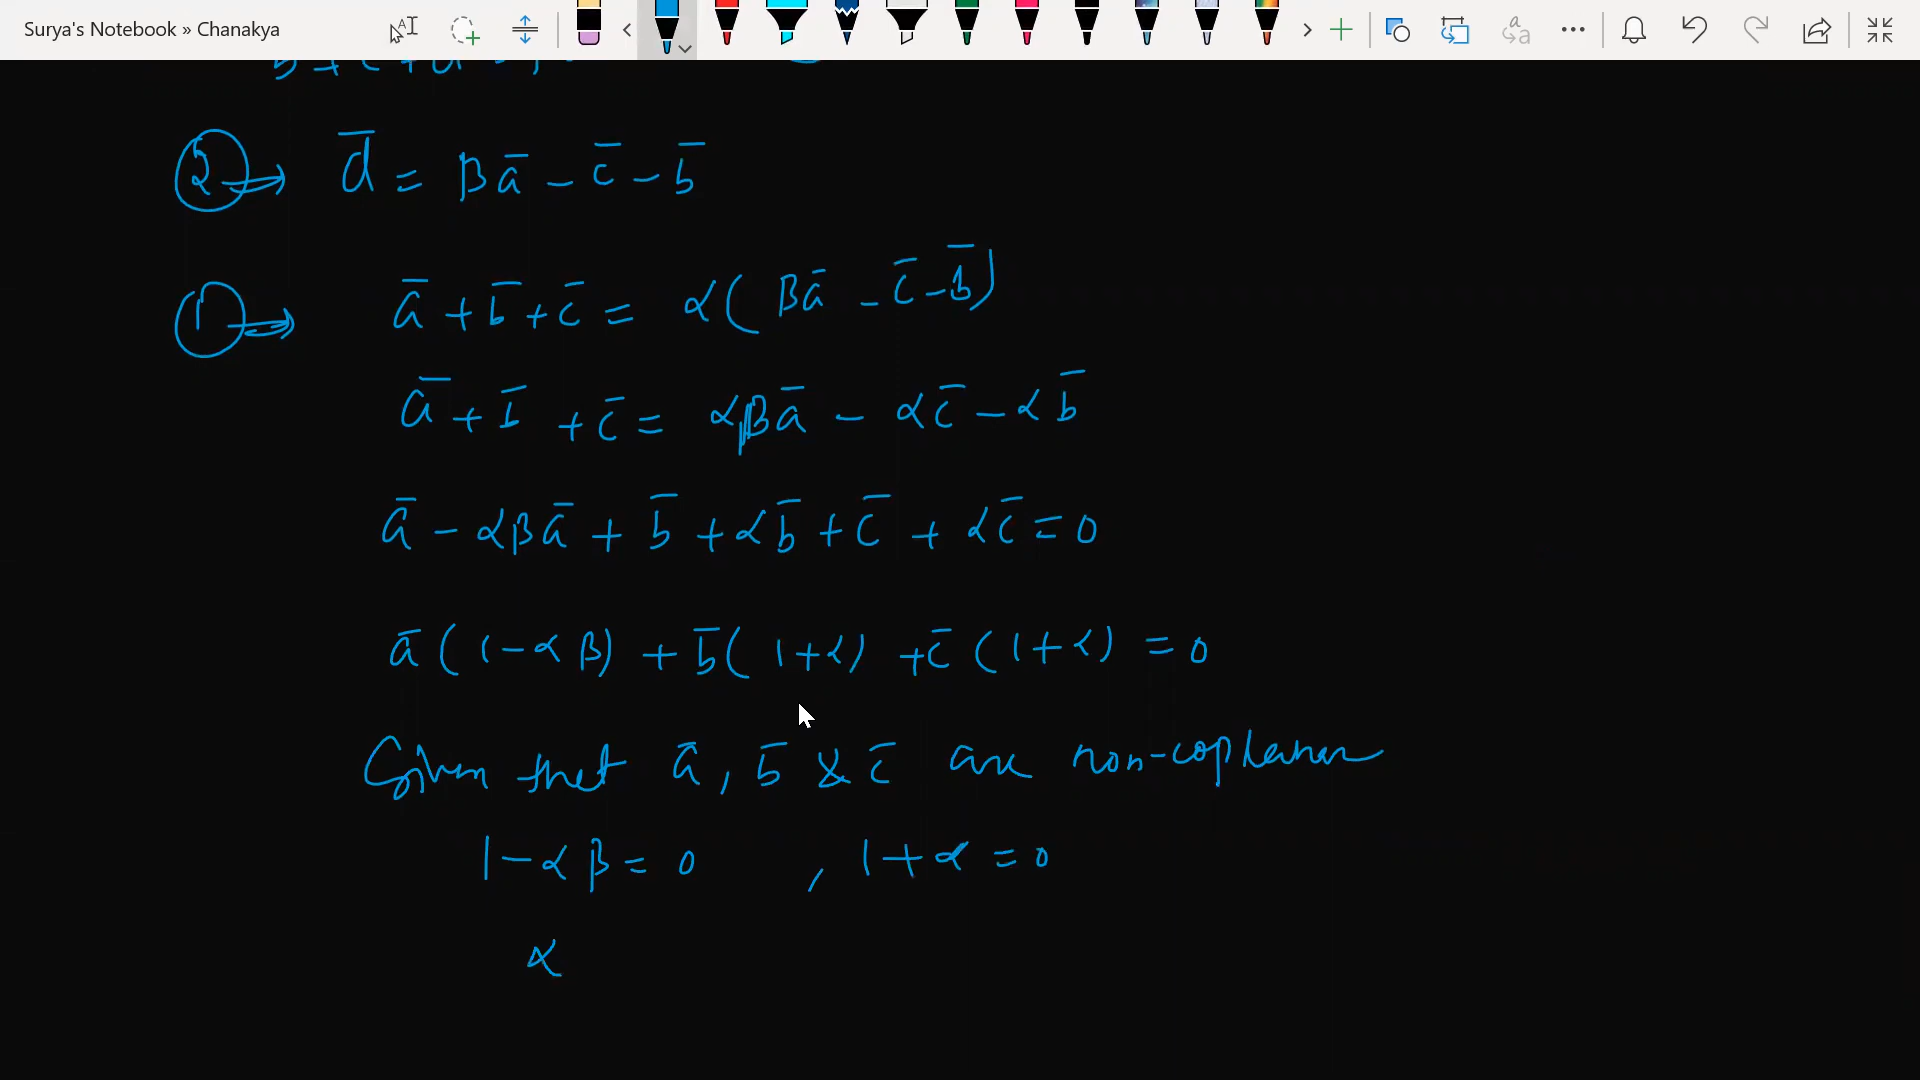 Surya's Notebook » Chanakya
② → d̄ = βā - c̄ - b̄
① → ā + b̄ + c̄ = α(βā - c̄ - b̄)
ā + b̄ + c̄ = αβā - αc̄ - αb̄
ā - αβā + b̄ + αb̄ + c̄ + αc̄ = 0
ā(1-αβ) + b̄(1+α) + c̄(1+α) = 0
Given that ā, b̄ & c̄ are non-coplanar
1-αβ = 0 , 1+α = 0
α